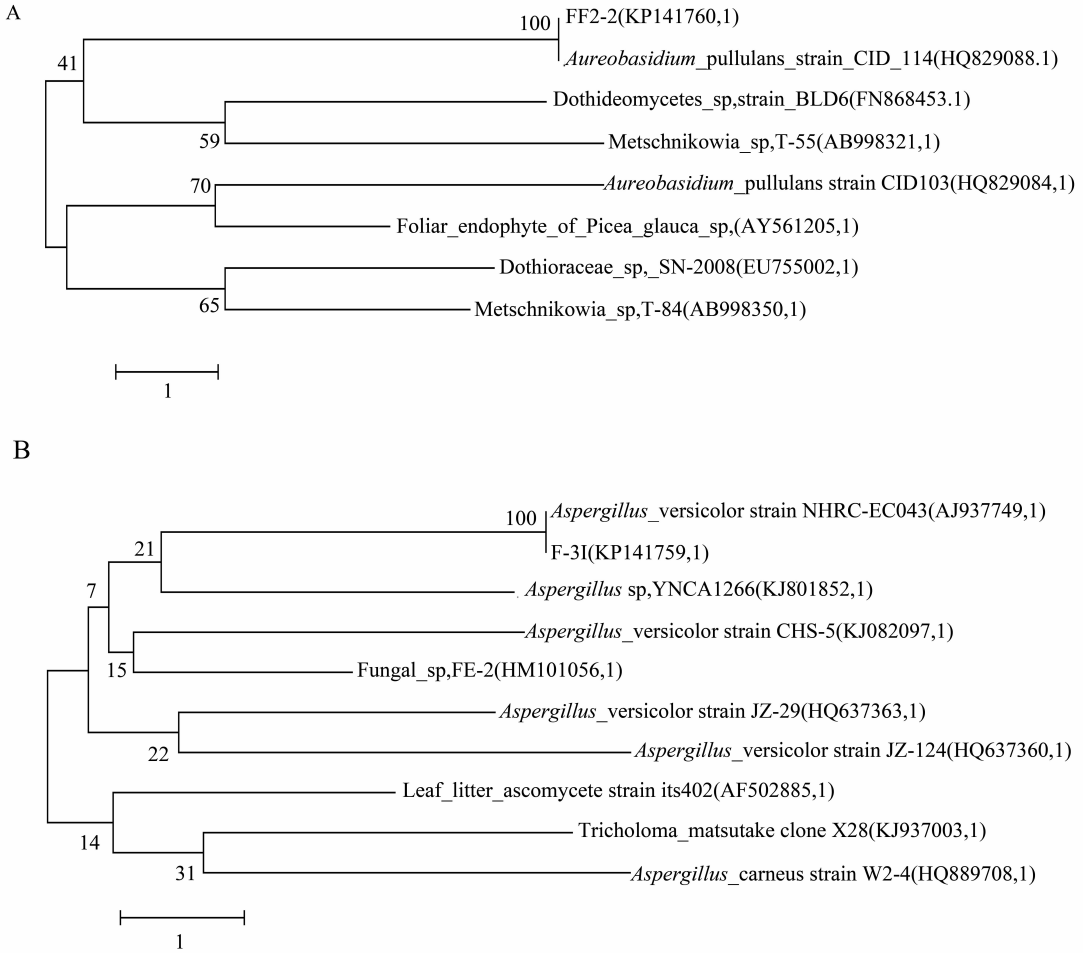 A
FF2-2(KP141760,1)
100
Aureobasidium_pullulans_strain_CID_114(HQ829088.1)
41
Dothideomycetes_sp,strain_BLD6(FN868453.1)
59
Metschnikowia_sp,T-55(AB998321,1)
70
Aureobasidium_pullulans strain CID103(HQ829084,1)
Foliar_endophyte_of_Picea_glauca_sp,(AY561205,1)
Dothioraceae_sp,_SN-2008(EU755002,1)
65
Metschnikowia_sp,T-84(AB998350,1)
1
B
Aspergillus_versicolor strain NHRC-EC043(AJ937749,1)
100
F-3I(KP141759,1)
21
Aspergillus sp,YNCA1266(KJ801852,1)
7
Aspergillus_versicolor strain CHS-5(KJ082097,1)
15
Fungal_sp,FE-2(HM101056,1)
Aspergillus_versicolor strain JZ-29(HQ637363,1)
22
Aspergillus_versicolor strain JZ-124(HQ637360,1)
Leaf_litter_ascomycete strain its402(AF502885,1)
14
Tricholoma_matsutake clone X28(KJ937003,1)
31
Aspergillus_carneus strain W2-4(HQ889708,1)
1